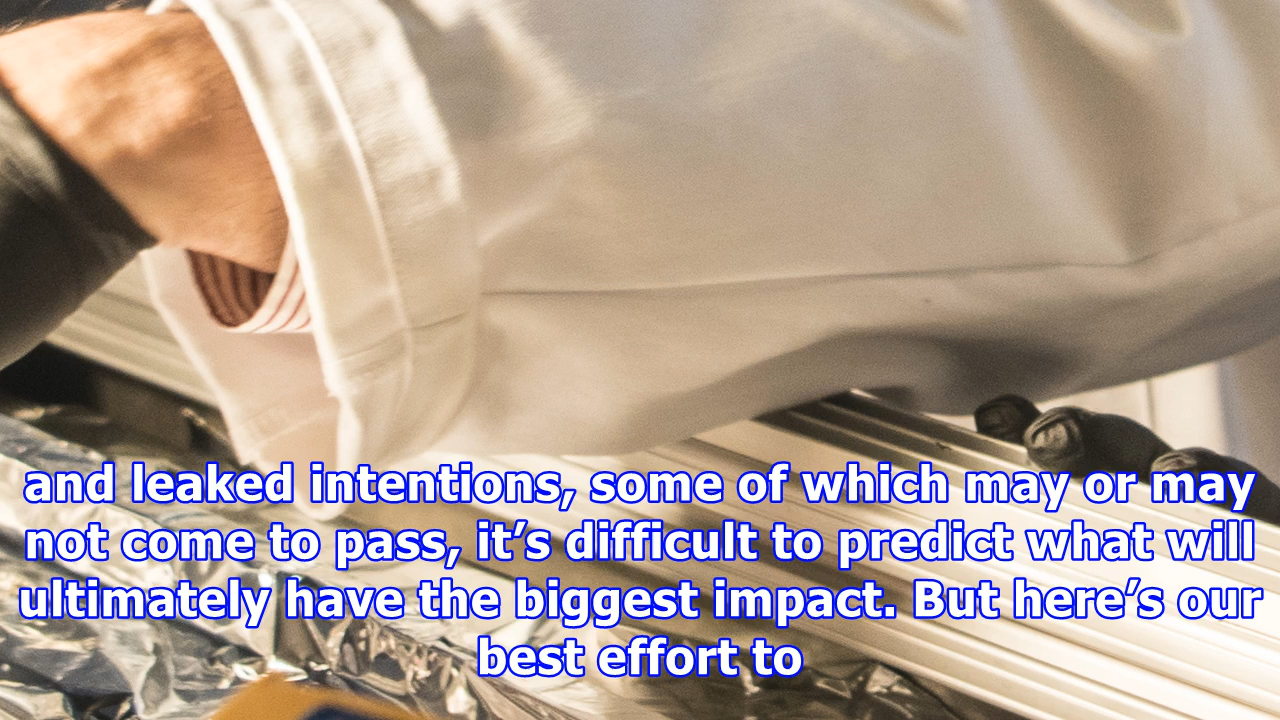 and leaked intentions, some of which may or may
not come to pass, it’s difficult to predict what will
ultimately have the biggest impact. But here’s our
best effort to